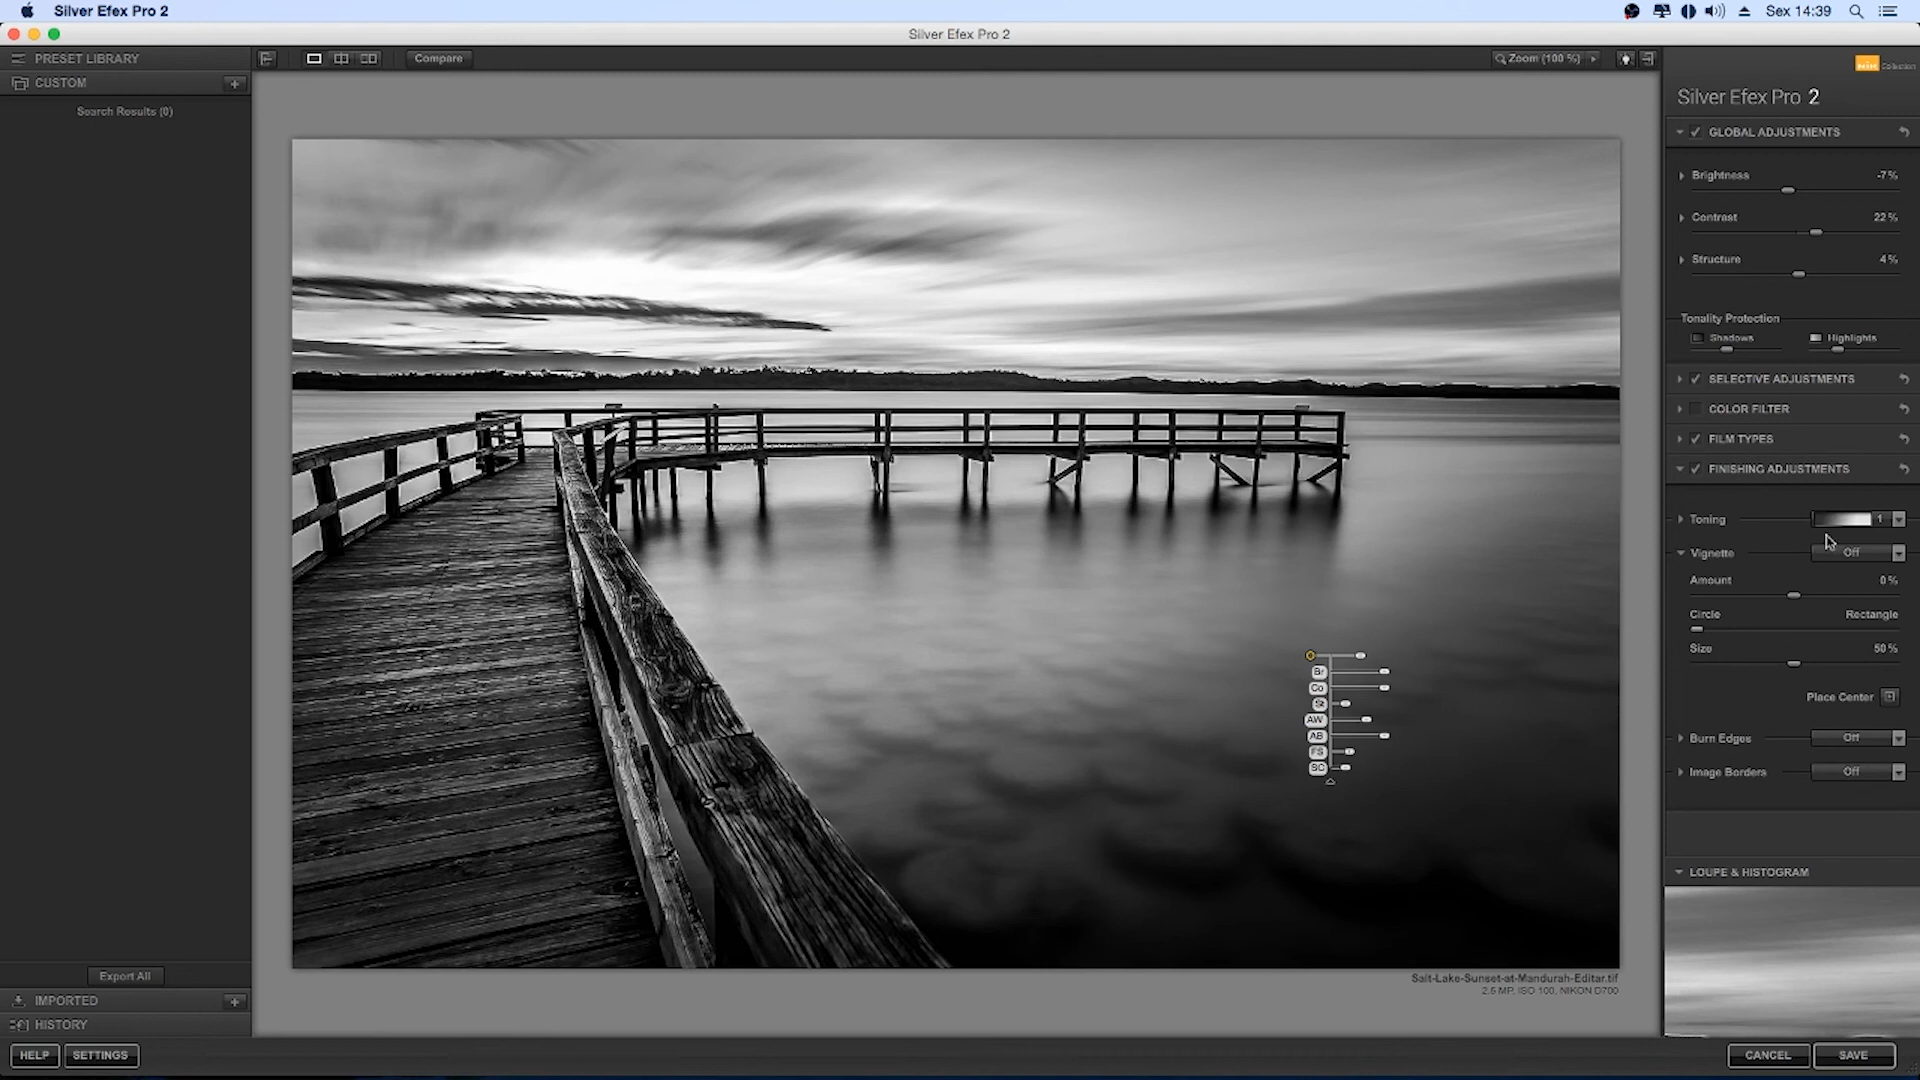 Silver Efex Pro 2
Sex 14:39
Silver Efex Pro 2
PRESET LIBRARY
Compare
Zoom (100 %)
CUSTOM
Search Results (0)
Nik Collection
Silver Efex Pro 2
GLOBAL ADJUSTMENTS
Brightness -7%
Contrast 22%
Structure 4%
Tonality Protection
Shadows Highlights
SELECTIVE ADJUSTMENTS
COLOR FILTER
FILM TYPES
FINISHING ADJUSTMENTS
Toning 1
Vignette Off
Amount 0%
Circle Rectangle
Size 50%
Place Center
Burn Edges Off
Image Borders Off
LOUPE & HISTOGRAM
Br
Co
St
AW
AB
FS
SC
Salt-Lake-Sunset-at-Mandurah-Editar.tif
2.5 MP, ISO 100, NIKON D700
Export All
IMPORTED
HISTORY
HELP SETTINGS
CANCEL SAVE